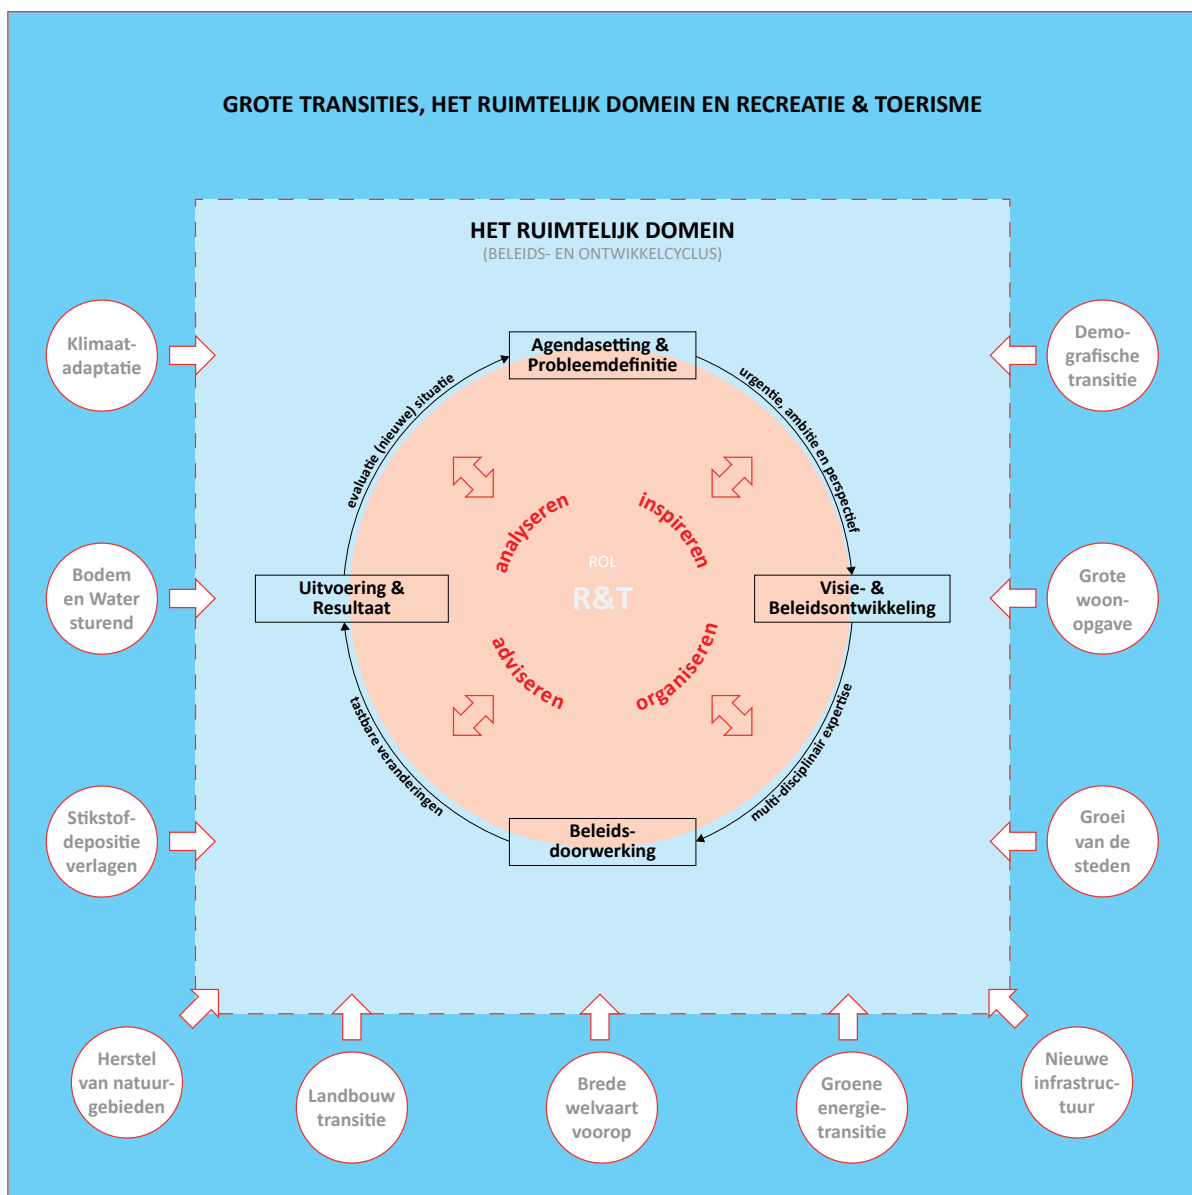 GROTE TRANSITIES, HET RUIMTELIJK DOMEIN EN RECREATIE & TOERISME
HET RUIMTELIJK DOMEIN
(BELEIDS- EN ONTWIKKELCYCLUS)
Klimaat-
adaptatie
Demo-
grafische
transitie
Agendasetting &
Probleemdefinitie
evaluatie (nieuwe) situatie
urgentie, ambitie en perspectief
analyseren
inspireren
ROL
R&T
Bodem
en Water
sturend
Uitvoering &
Resultaat
Visie- &
Beleidsontwikkeling
Grote
woon-
opgave
adviseren
organiseren
tastbare veranderingen
multi-disciplinair expertise
Stikstof-
depositie
verlagen
Beleids-
doorwerking
Groei
van de
steden
Herstel
van natuur-
gebieden
Landbouw
transitie
Brede
welvaart
voorop
Groene
energie-
transitie
Nieuwe
infrastruc-
tuur